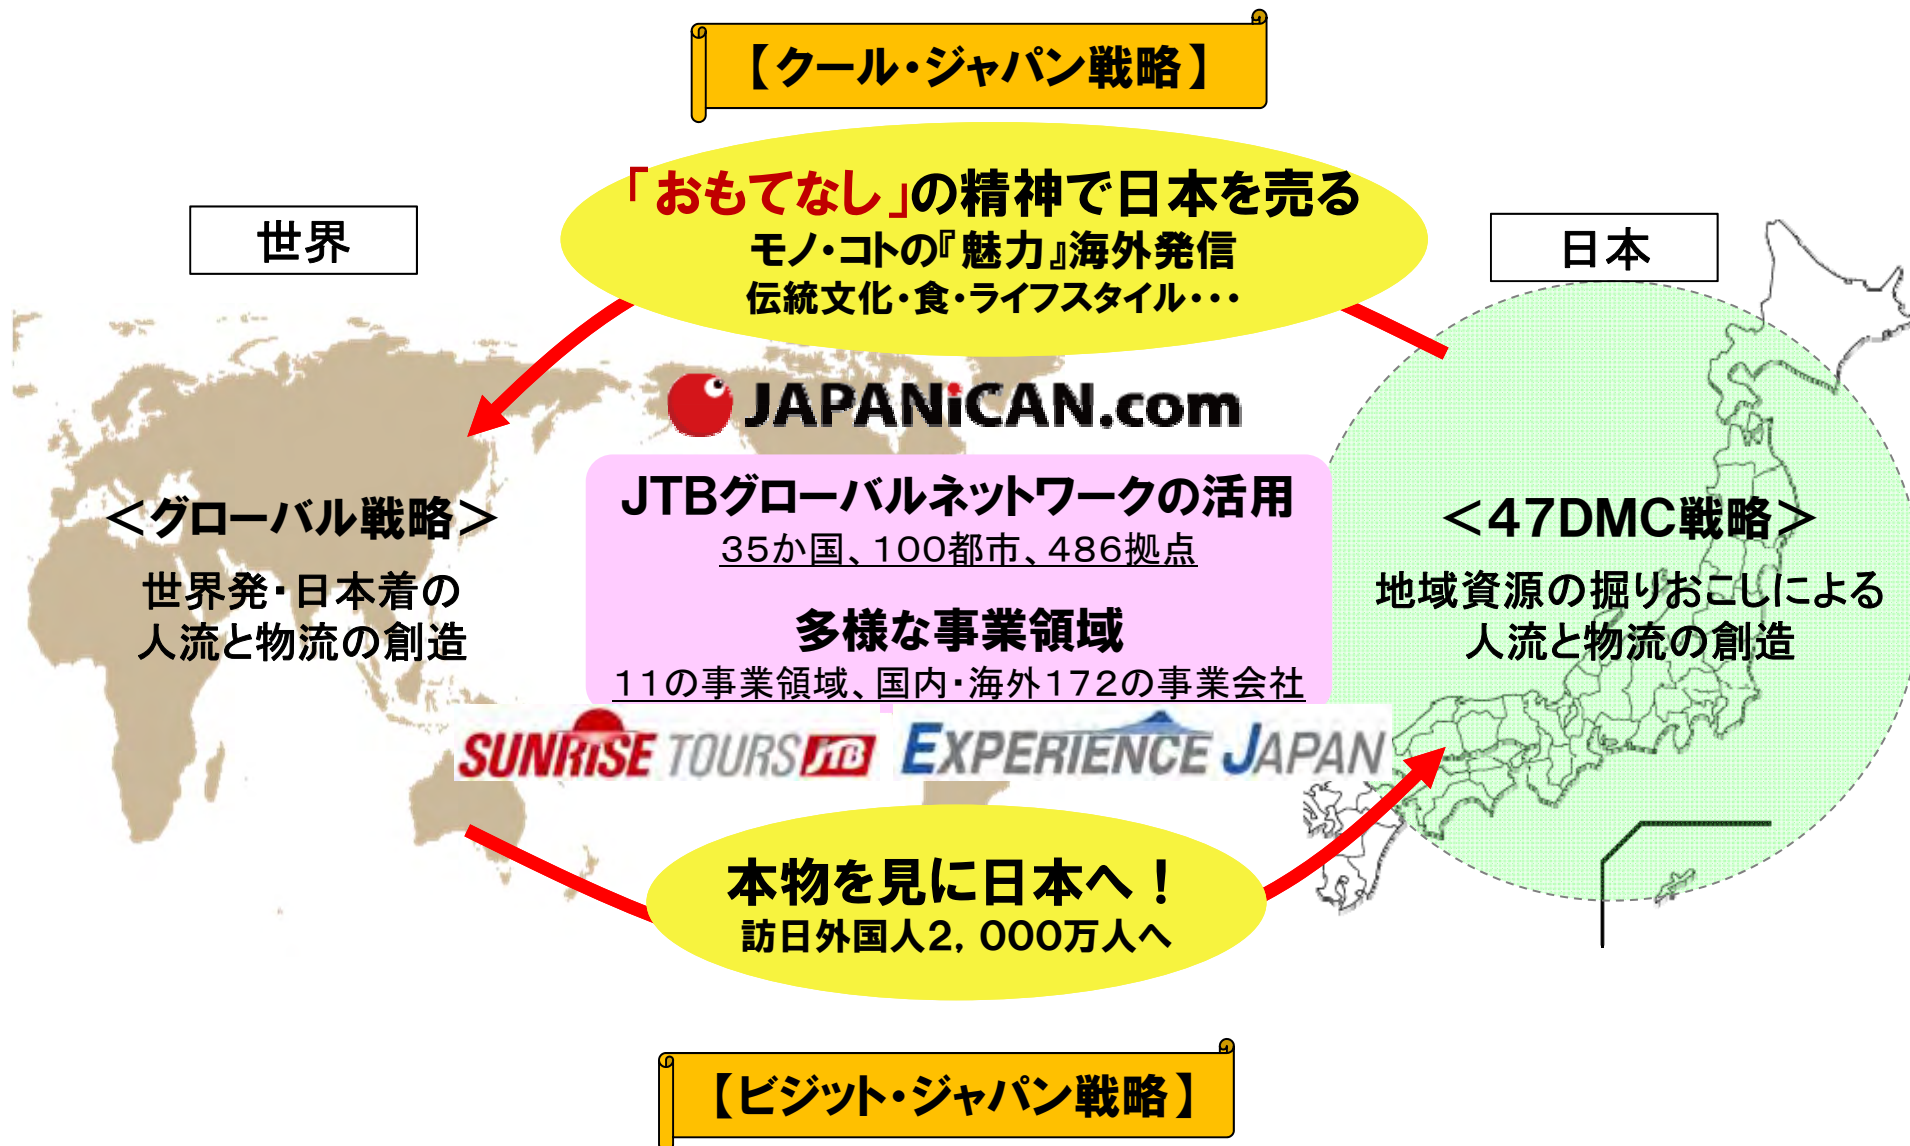 【クール・ジャパン戦略】
「おもてなし」の精神で日本を売る
モノ・コトの『魅力』海外発信
伝統文化・食・ライフスタイル・・・
世界
日本
JAPANiCAN.com
JTBグローバルネットワークの活用
35か国、100都市、486拠点
多様な事業領域
11の事業領域、国内・海外172の事業会社
＜グローバル戦略＞
世界発・日本着の
人流と物流の創造
＜47DMC戦略＞
地域資源の掘りおこしによる
人流と物流の創造
SUNRISE TOURS JTB
EXPERIENCE JAPAN
本物を見に日本へ！
訪日外国人2，000万人へ
【ビジット・ジャパン戦略】